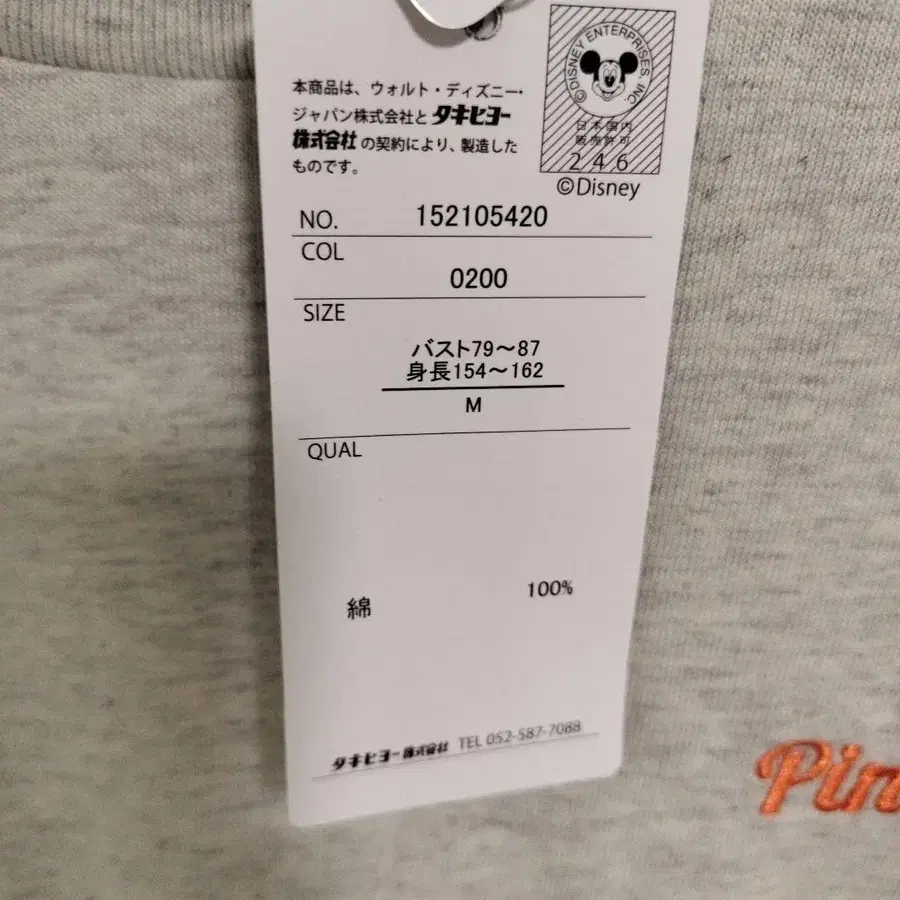 本商品は、ウォルト・ディズニー・
ジャパン株式会社と タキヒヨー
株式会社 の契約により、製造した
ものです。
©DISNEY ENTERPRISES, INC
日本国内
販売許可
246
©Disney
NO. 152105420
COL
0200
SIZE
バスト79～87
身長154～162
M
QUAL
綿 100%
タキヒヨー株式会社 TEL 052-587-7088
Pin